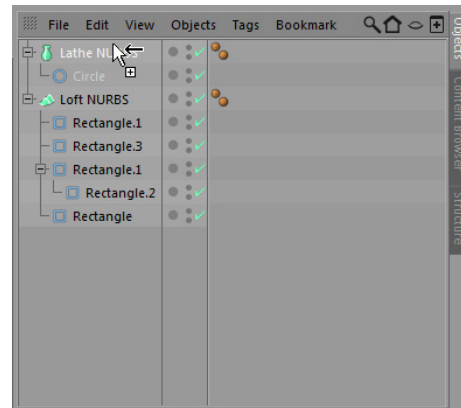 File Edit View Objects Tags Bookmark
Lathe NURBS
Circle
Loft NURBS
Rectangle.1
Rectangle.3
Rectangle.1
Rectangle.2
Rectangle
Objects
Content Browser
Structure